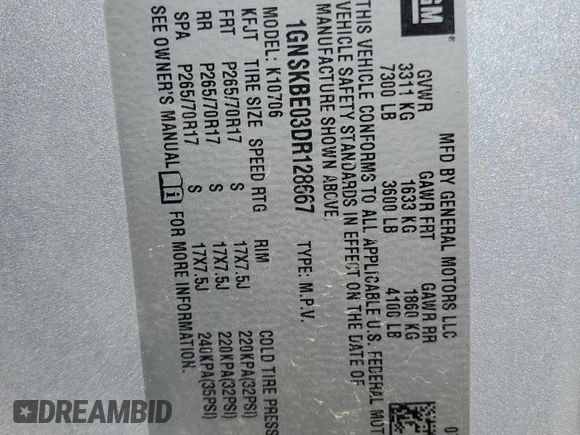 GM
MFD BY GENERAL MOTORS LLC
GVWR GAWR FRT GAWR RR
3311 KG 1633 KG 1860 KG
7300 LB 3600 LB 4100 LB
THIS VEHICLE CONFORMS TO ALL APPLICABLE U.S. FEDERAL MOT
VEHICLE SAFETY STANDARDS IN EFFECT ON THE DATE OF
MANUFACTURE SHOWN ABOVE.
1GNSKBE03DR128667 TYPE: M.P.V.
MODEL: K10706
KFJT TIRE SIZE SPEED RTG RIM COLD TIRE PRESS
FRT P265/70R17 S 17X7.5J 220KPA(32PSI)
RR P265/70R17 S 17X7.5J 220KPA(32PSI)
SPA P265/70R17 S 17X7.5J 240KPA(35PSI)
SEE OWNER'S MANUAL i FOR MORE INFORMATION.
DREAMBID